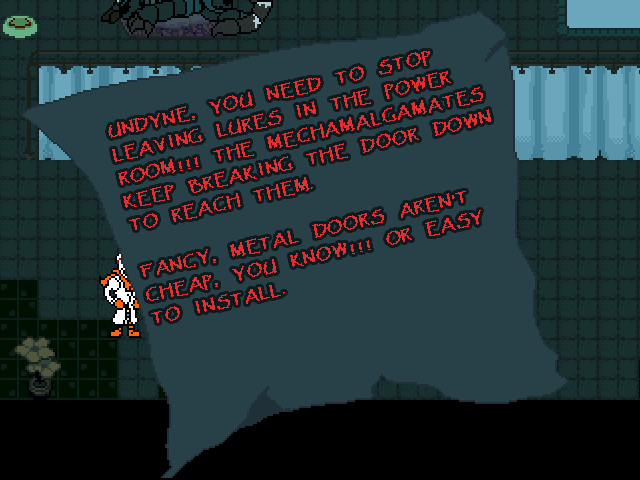 UNDYNE, YOU NEED TO STOP
LEAVING LURES IN THE POWER
ROOM!!! THE MECHAMALGAMATES
KEEP BREAKING THE DOOR DOWN
TO REACH THEM.
FANCY, METAL DOORS AREN'T
CHEAP, YOU KNOW!!! OR EASY
TO INSTALL.